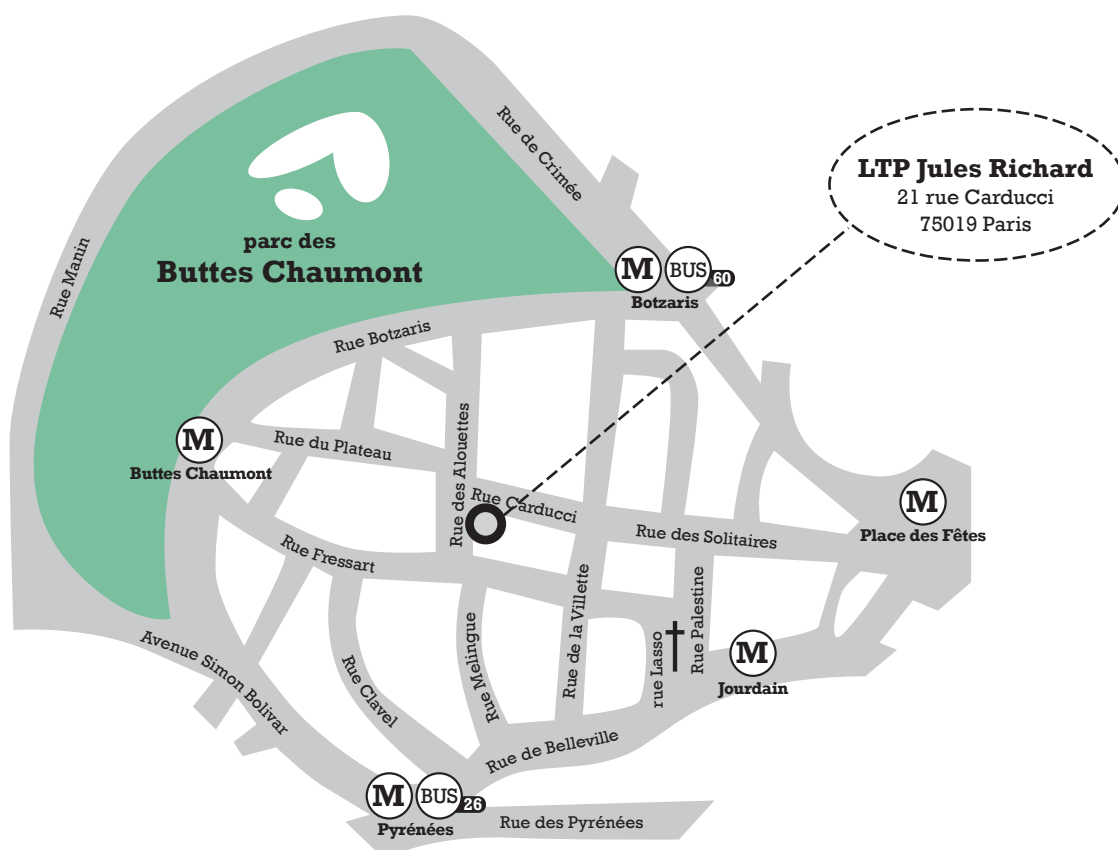 LTP Jules Richard
21 rue Carducci
75019 Paris
Rue de Crimée
parc des
Buttes Chaumont
Rue Manin
M
BUS
60
Botzaris
Rue Botzaris
M
Buttes Chaumont
Rue du Plateau
Rue des Alouettes
Rue Carducci
Rue des Solitaires
M
Place des Fêtes
Rue Fressart
Rue de la Villette
Rue Palestine
rue Lasso
M
Jourdain
Avenue Simon Bolivar
Rue Clavel
Rue Melingue
Rue de Belleville
M
BUS
26
Pyrénées
Rue des Pyrénées